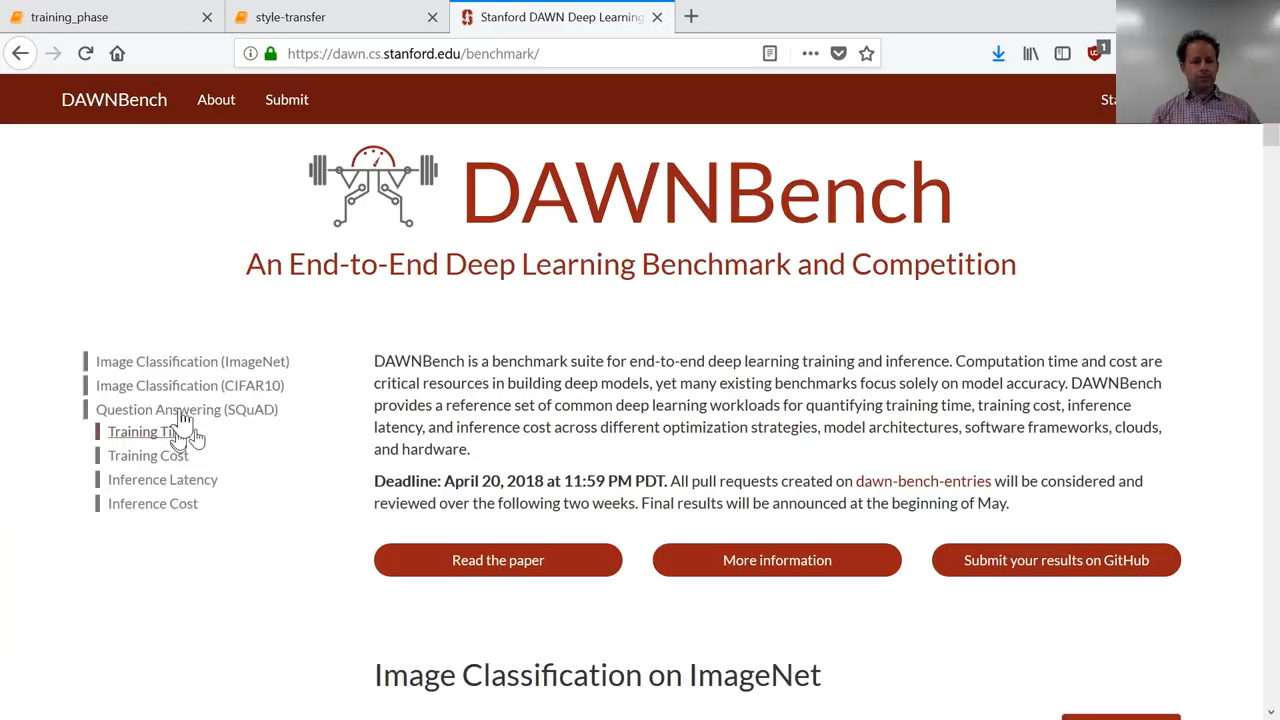 training_phase
style-transfer
Stanford DAWN Deep Learning
https://dawn.cs.stanford.edu/benchmark/
1
DAWNBench
About
Submit
DAWNBench
An End-to-End Deep Learning Benchmark and Competition
Image Classification (ImageNet)
Image Classification (CIFAR10)
Question Answering (SQuAD)
Training
Training Cost
Inference Latency
Inference Cost
DAWNBench is a benchmark suite for end-to-end deep learning training and inference. Computation time and cost are
critical resources in building deep models, yet many existing benchmarks focus solely on model accuracy. DAWNBench
provides a reference set of common deep learning workloads for quantifying training time, training cost, inference
latency, and inference cost across different optimization strategies, model architectures, software frameworks, clouds,
and hardware.
Deadline: April 20, 2018 at 11:59 PM PDT. All pull requests created on dawn-bench-entries will be considered and
reviewed over the following two weeks. Final results will be announced at the beginning of May.
Read the paper
More information
Submit your results on GitHub
Image Classification on ImageNet